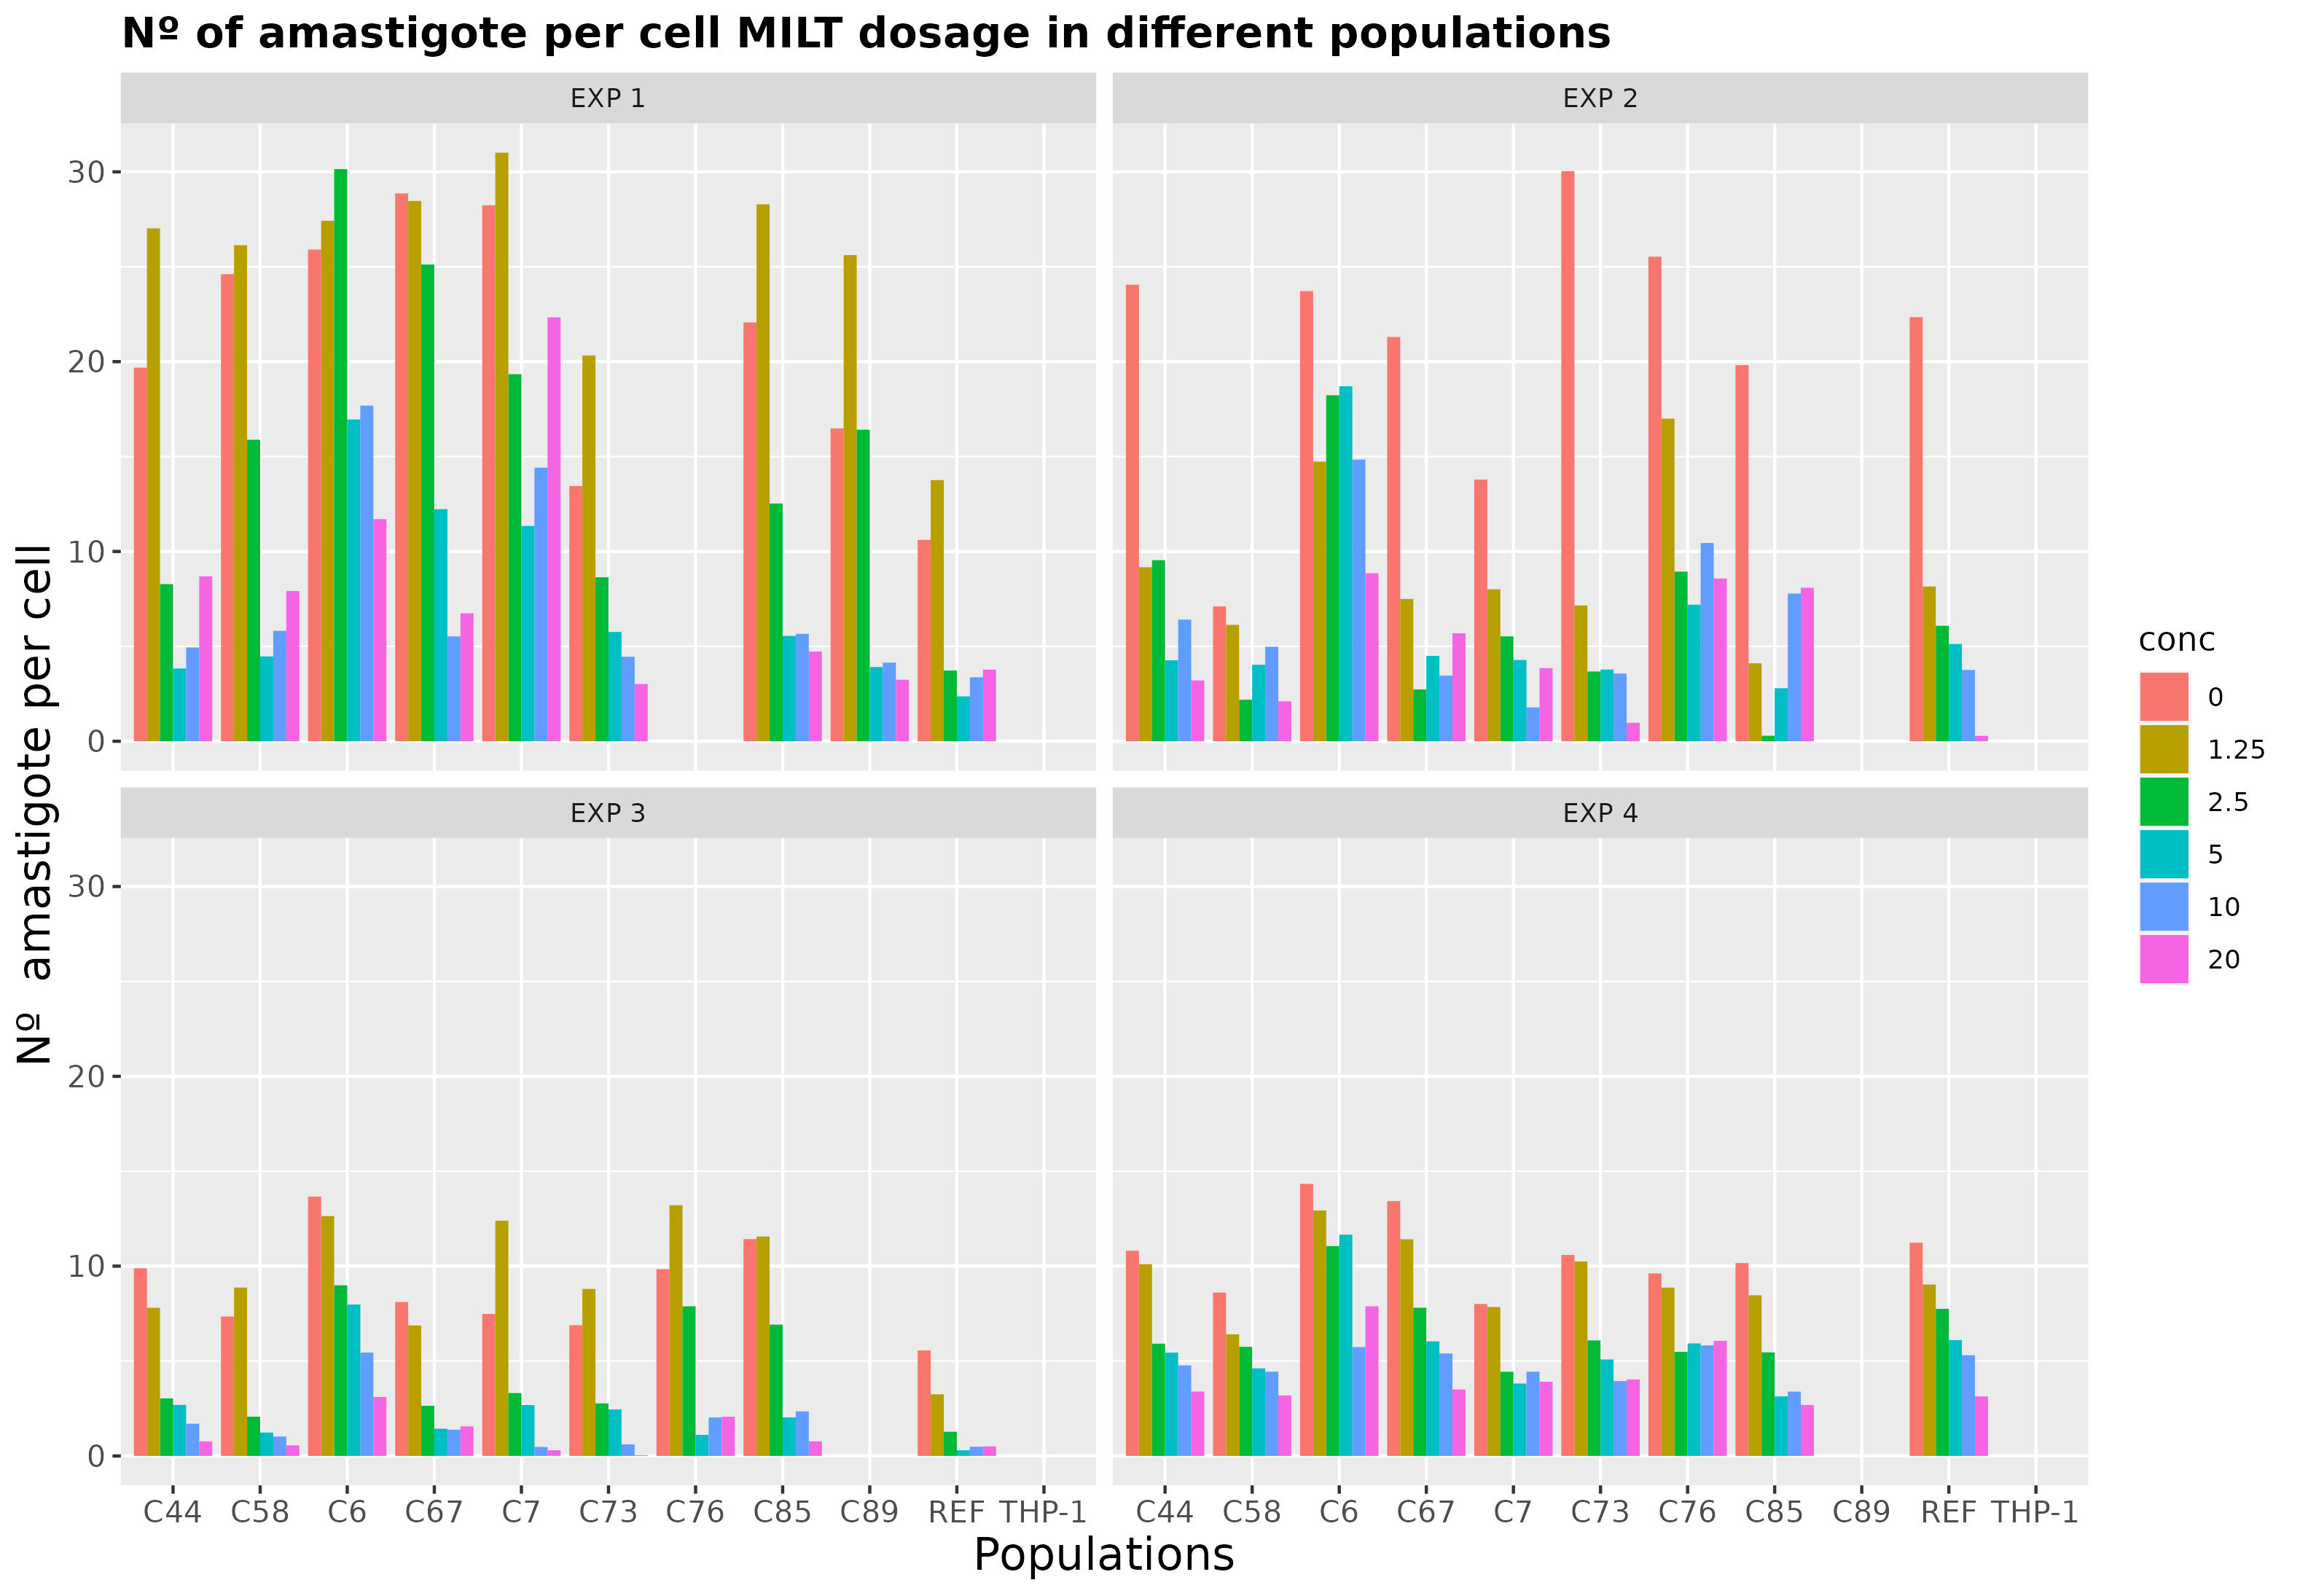 Nº of amastigote per cell MILT dosage in different populations
EXP 1
EXP 2
30
20
10
0
EXP 3
EXP 4
30
20
10
0
C44 C58 C6 C67 C7 C73 C76 C85 C89 REF THP-1
C44 C58 C6 C67 C7 C73 C76 C85 C89 REF THP-1
Populations
Nº amastigote per cell
conc
0
1.25
2.5
5
10
20